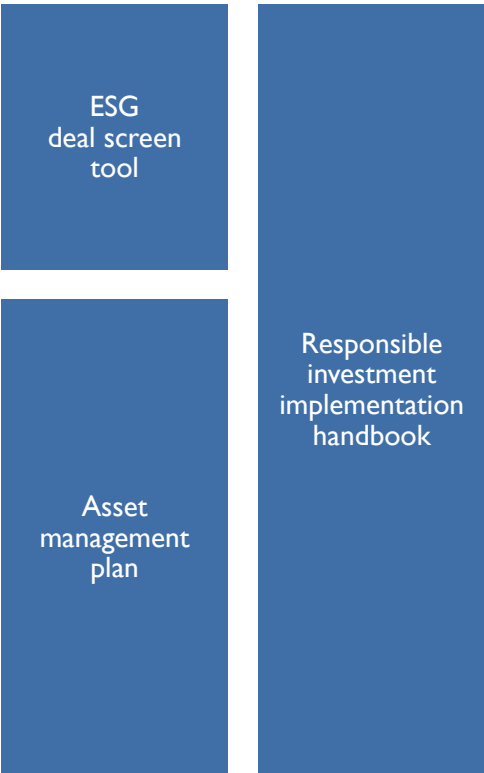 ESG
deal screen
tool
Asset
management
plan
Responsible
investment
implementation
handbook